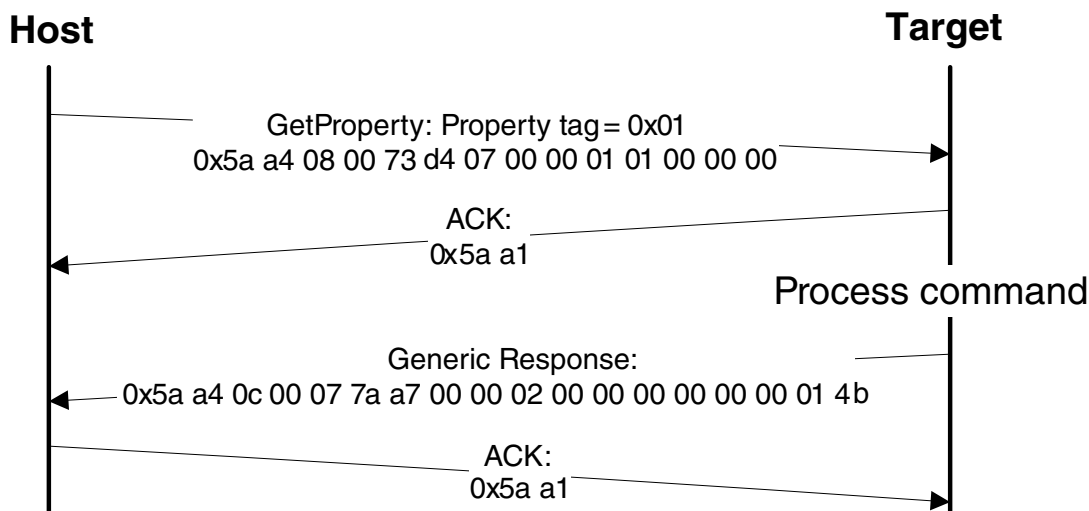 Host
Target
GetProperty: Property tag = 0x01
0x5a a4 08 00 73 d4 07 00 00 01 01 00 00 00
ACK:
0x5a a1
Process command
Generic Response:
0x5a a4 0c 00 07 7a a7 00 00 02 00 00 00 00 00 00 01 4b
ACK:
0x5a a1